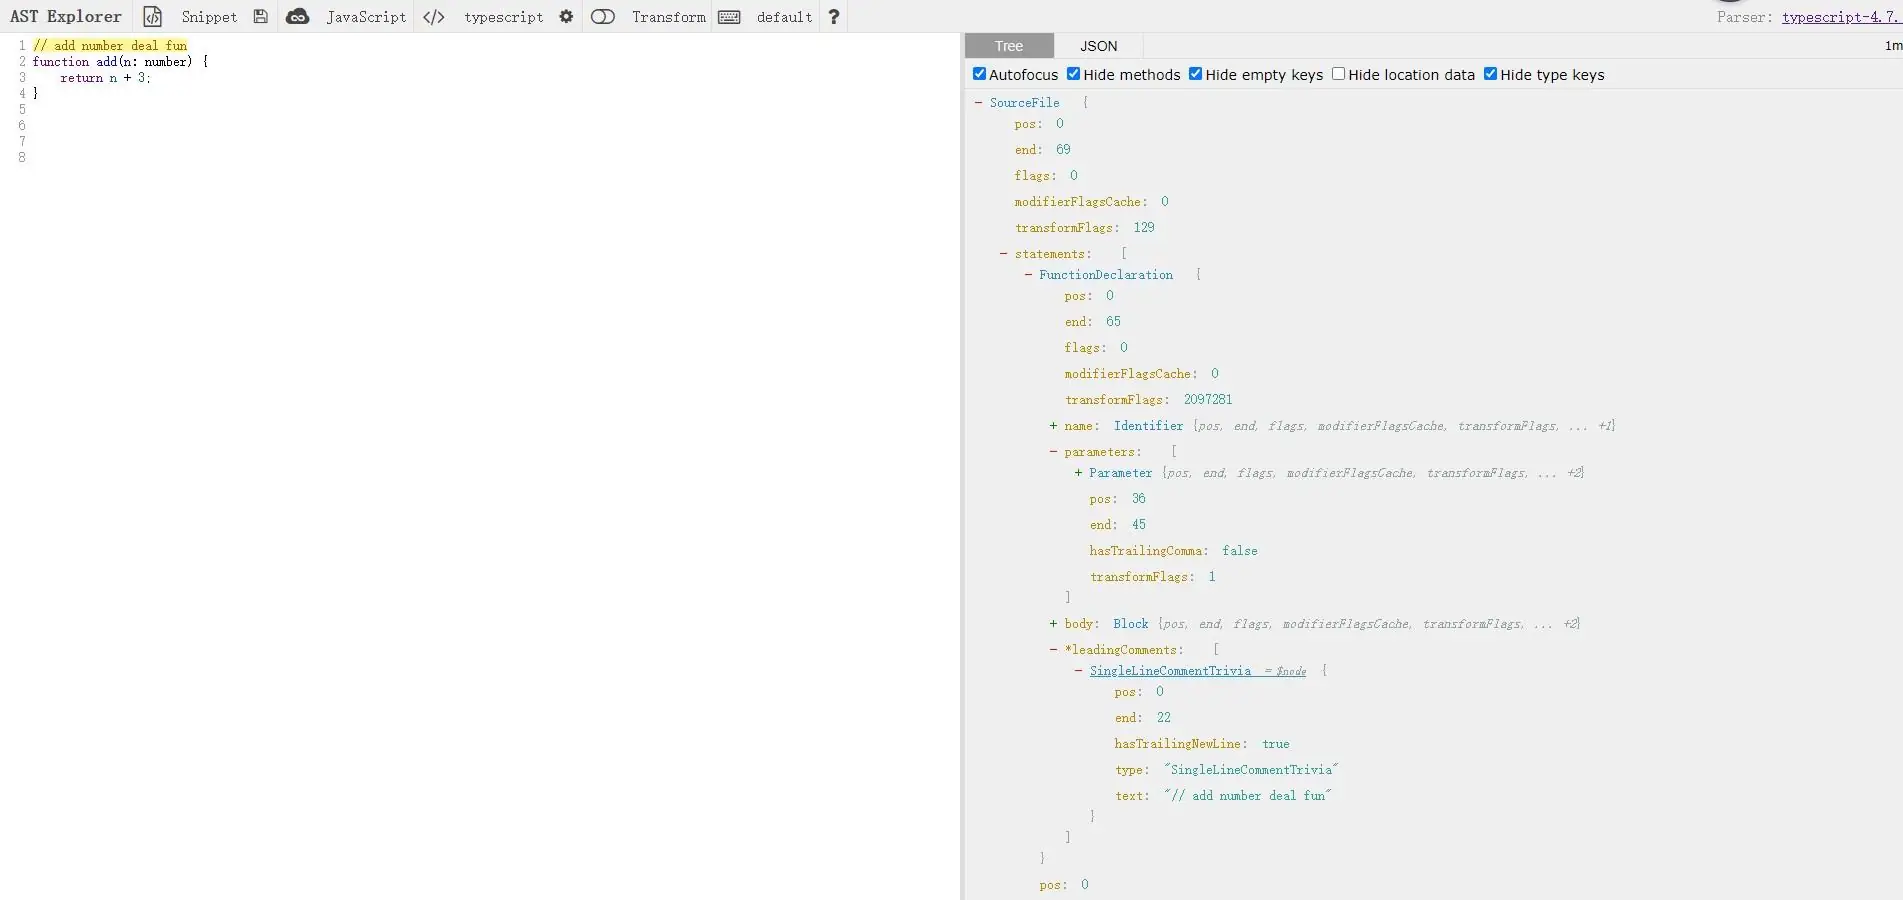 AST Explorer Snippet JavaScript </> typescript Transform default ? Parser: typescript-4.7.
Tree JSON 1m
Autofocus Hide methods Hide empty keys Hide location data Hide type keys
1 // add number deal fun
2 function add(n: number) {
3 return n + 3;
4 }
5
6
7
8
- SourceFile {
pos: 0
end: 69
flags: 0
modifierFlagsCache: 0
transformFlags: 129
- statements: [
- FunctionDeclaration [
pos: 0
end: 65
flags: 0
modifierFlagsCache: 0
transformFlags: 2097281
+ name: Identifier {pos, end, flags, modifierFlagsCache, transformFlags, ... +1}
- parameters: [
+ Parameter {pos, end, flags, modifierFlagsCache, transformFlags, ... +2}
pos: 36
end: 45
hasTrailingComma: false
transformFlags: 1
]
+ body: Block {pos, end, flags, modifierFlagsCache, transformFlags, ... +2}
- *leadingComments: [
- SingleLineCommentTrivia = $node {
pos: 0
end: 22
hasTrailingNewLine: true
type: "SingleLineCommentTrivia"
text: "// add number deal fun"
}
]
}
pos: 0